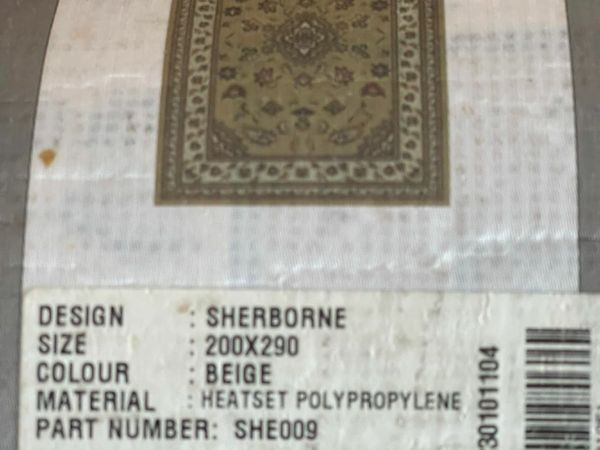 DESIGN : SHERBORNE
SIZE : 200X290
COLOUR : BEIGE
MATERIAL : HEATSET POLYPROPYLENE
PART NUMBER: SHE009
30101104